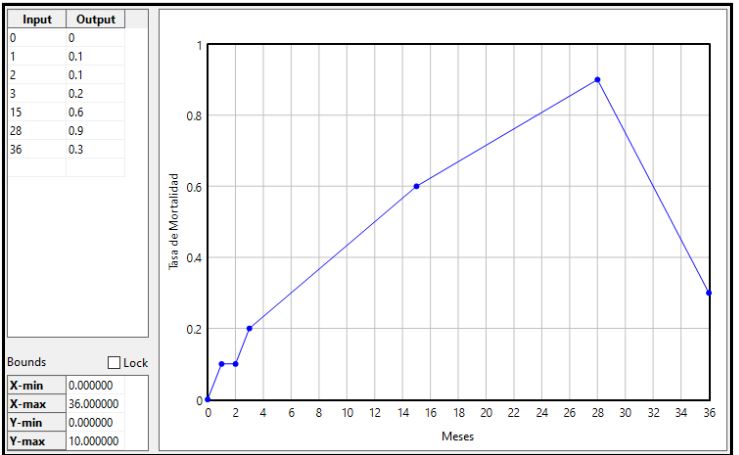 Input Output
0 0
1 0.1
2 0.1
3 0.2
15 0.6
28 0.9
36 0.3
Bounds Lock
X-min 0.000000
X-max 36.000000
Y-min 0.000000
Y-max 10.000000
Tasa de Mortalidad
1
0.8
0.6
0.4
0.2
0
0 2 4 6 8 10 12 14 16 18 20 22 24 26 28 30 32 34 36
Meses